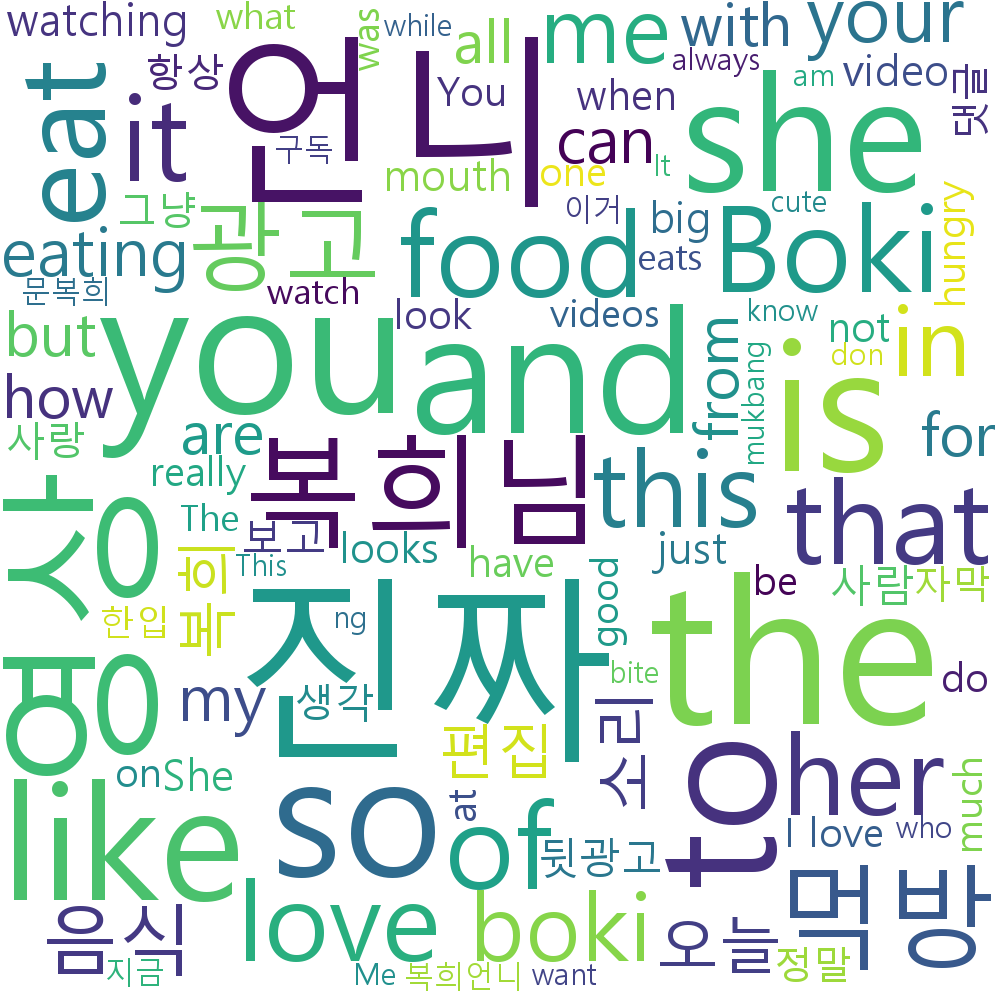 watching
what
was
while
all
me
with
your
eat
항상
언니
You
when
always
am
video
댓글
it
구독
can
she
It
mouth
one
그냥
광고
이거
big
cute
hungry
eating
food
eats
Boki
문복희
watch
look
videos
know
not
but
you
and
from
mukbang
is
don
in
how
사랑
are
복희님
this
for
really
영상
The
보고
looks
that
just
This
have
복희
good
be
사람
자막
한입
진짜
ng
the
bite
do
my
생각
편집
소리
to
her
on
She
like
so
at
of
뒷광고
I love
who
much
음식
love
boki
오늘
먹방
정말
지금
Me
복희언니
want